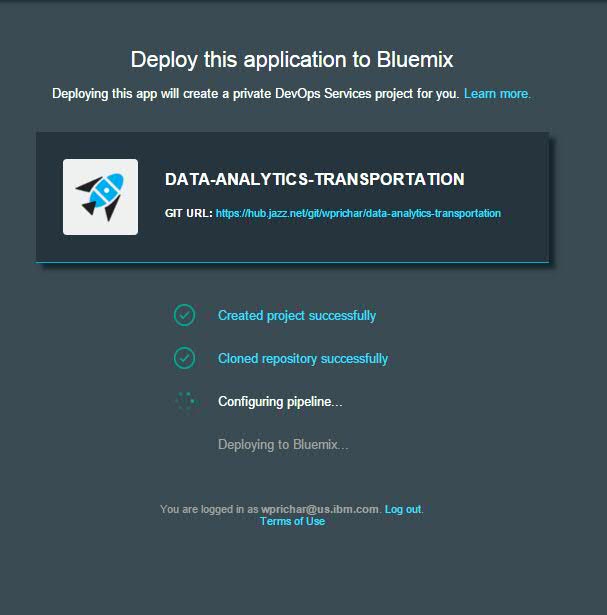 Deploy this application to Bluemix
Deploying this app will create a private DevOps Services project for you. Learn more.
DATA-ANALYTICS-TRANSPORTATION
GIT URL: https://hub.jazz.net/git/wprichar/data-analytics-transportation
Created project successfully
Cloned repository successfully
Configuring pipeline...
Deploying to Bluemix...
You are logged in as wprichar@us.ibm.com. Log out.
Terms of Use